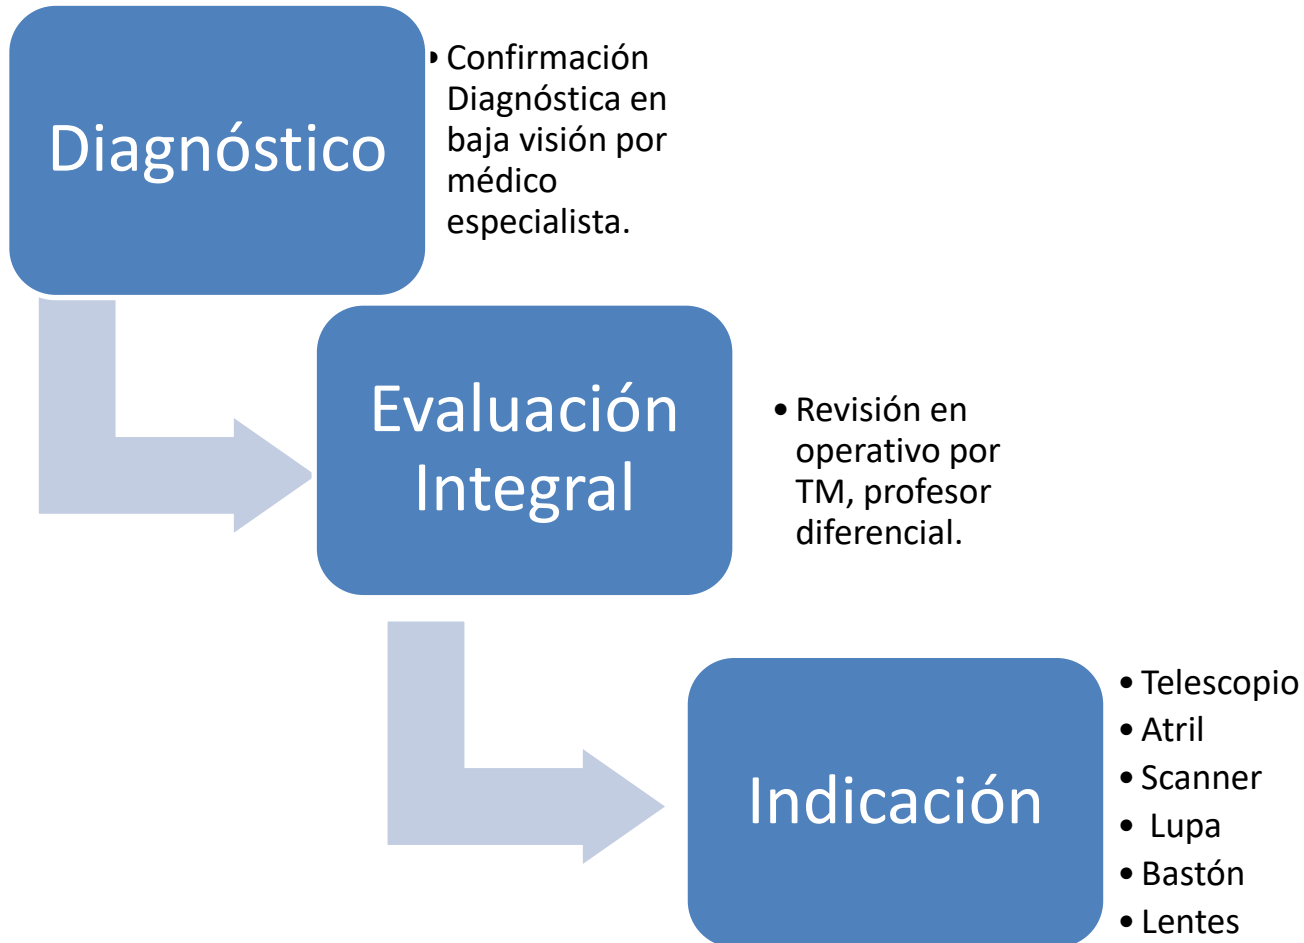 Diagnóstico
• Confirmación
Diagnóstica en
baja visión por
médico
especialista.
Evaluación
Integral
• Revisión en
operativo por
TM, profesor
diferencial.
Indicación
• Telescopio
• Atril
• Scanner
• Lupa
• Bastón
• Lentes